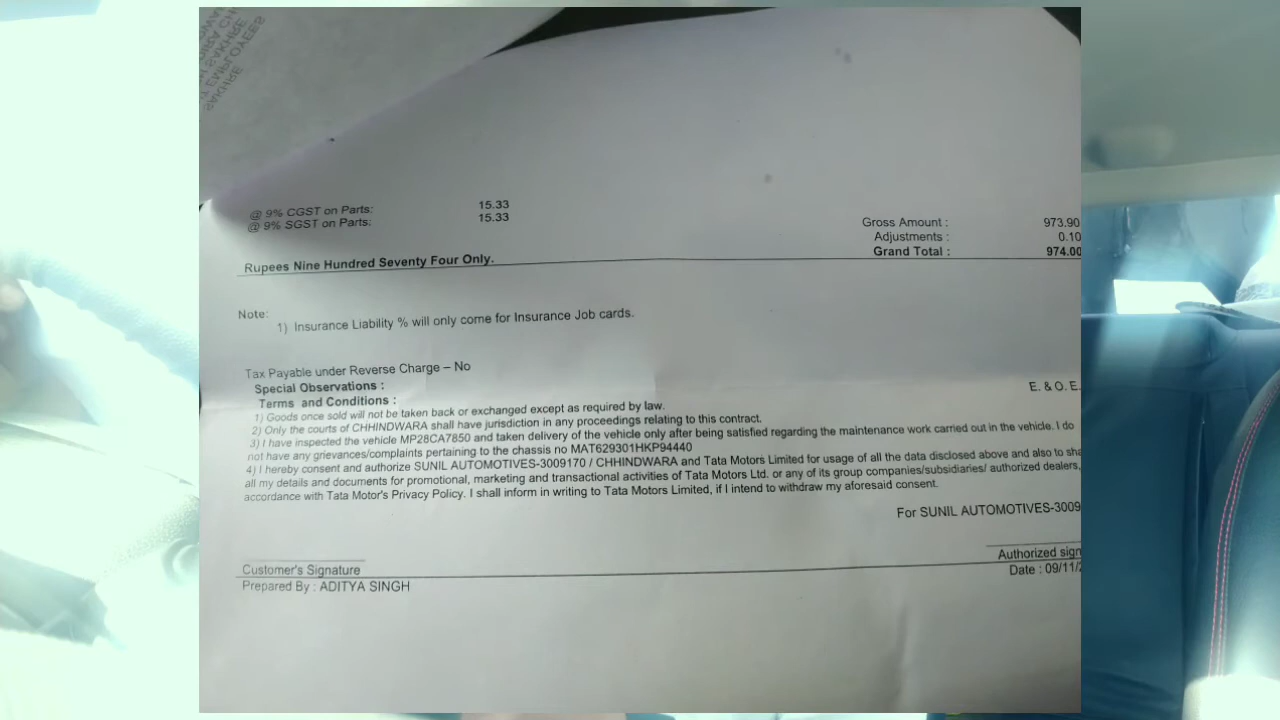 @ 9% CGST on Parts: 15.33
@ 9% SGST on Parts: 15.33
Gross Amount : 973.90
Adjustments : 0.10
Grand Total : 974.00
Rupees Nine Hundred Seventy Four Only.
Note:
1) Insurance Liability % will only come for Insurance Job cards.
Tax Payable under Reverse Charge – No
Special Observations :
E. & O. E.
Terms and Conditions :
1) Goods once sold will not be taken back or exchanged except as required by law.
2) Only the courts of CHHINDWARA shall have jurisdiction in any proceedings relating to this contract.
3) I have inspected the vehicle MP28CA7850 and taken delivery of the vehicle only after being satisfied regarding the maintenance work carried out in the vehicle. I do
not have any grievances/complaints pertaining to the chassis no MAT629301HKP94440
4) I hereby consent and authorize SUNIL AUTOMOTIVES-3009170 / CHHINDWARA and Tata Motors Limited for usage of all the data disclosed above and also to sha
all my details and documents for promotional, marketing and transactional activities of Tata Motors Ltd. or any of its group companies/subsidiaries/ authorized dealers,
accordance with Tata Motor's Privacy Policy. I shall inform in writing to Tata Motors Limited, if I intend to withdraw my aforesaid consent.
For SUNIL AUTOMOTIVES-3009
Authorized sign
Customer's Signature
Date : 09/11/2
Prepared By : ADITYA SINGH